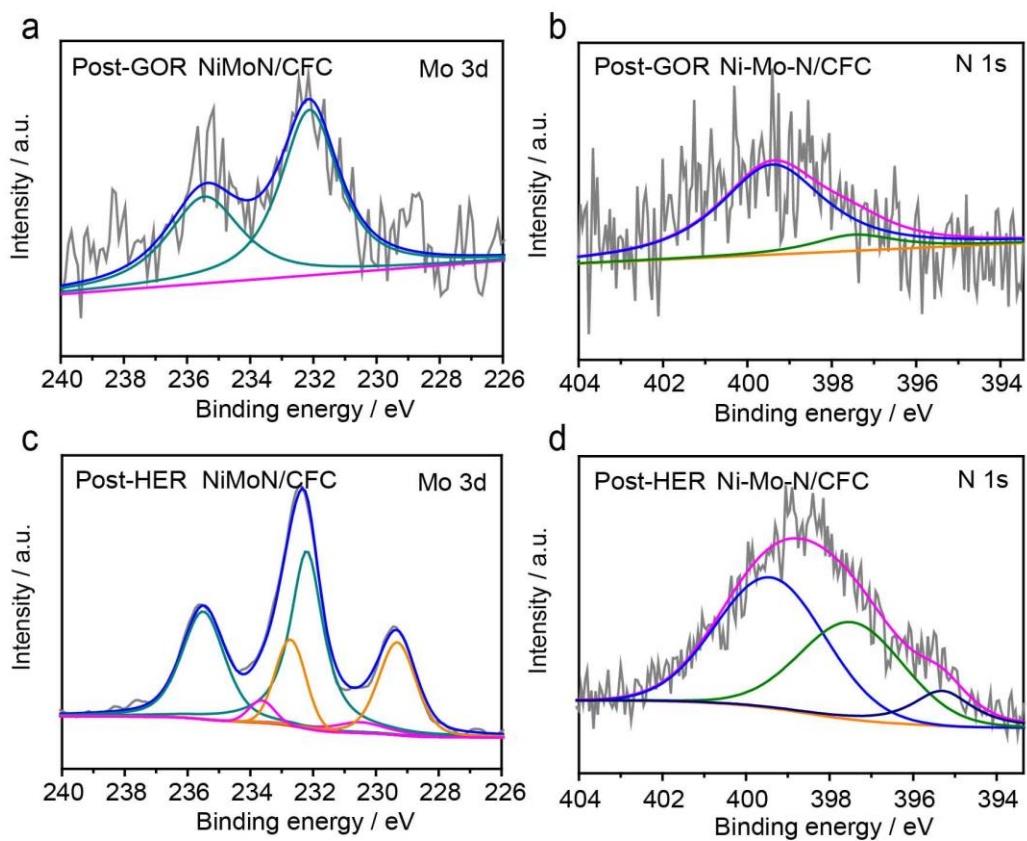 a
Post-GOR NiMoN/CFC Mo 3d
Intensity / a.u.
240 238 236 234 232 230 228 226
Binding energy / eV
b
Post-GOR Ni-Mo-N/CFC N 1s
Intensity / a.u.
404 402 400 398 396 394
Binding energy / eV
c
Post-HER NiMoN/CFC Mo 3d
Intensity / a.u.
240 238 236 234 232 230 228 226
Binding energy / eV
d
Post-HER Ni-Mo-N/CFC N 1s
Intensity / a.u.
404 402 400 398 396 394
Binding energy / eV